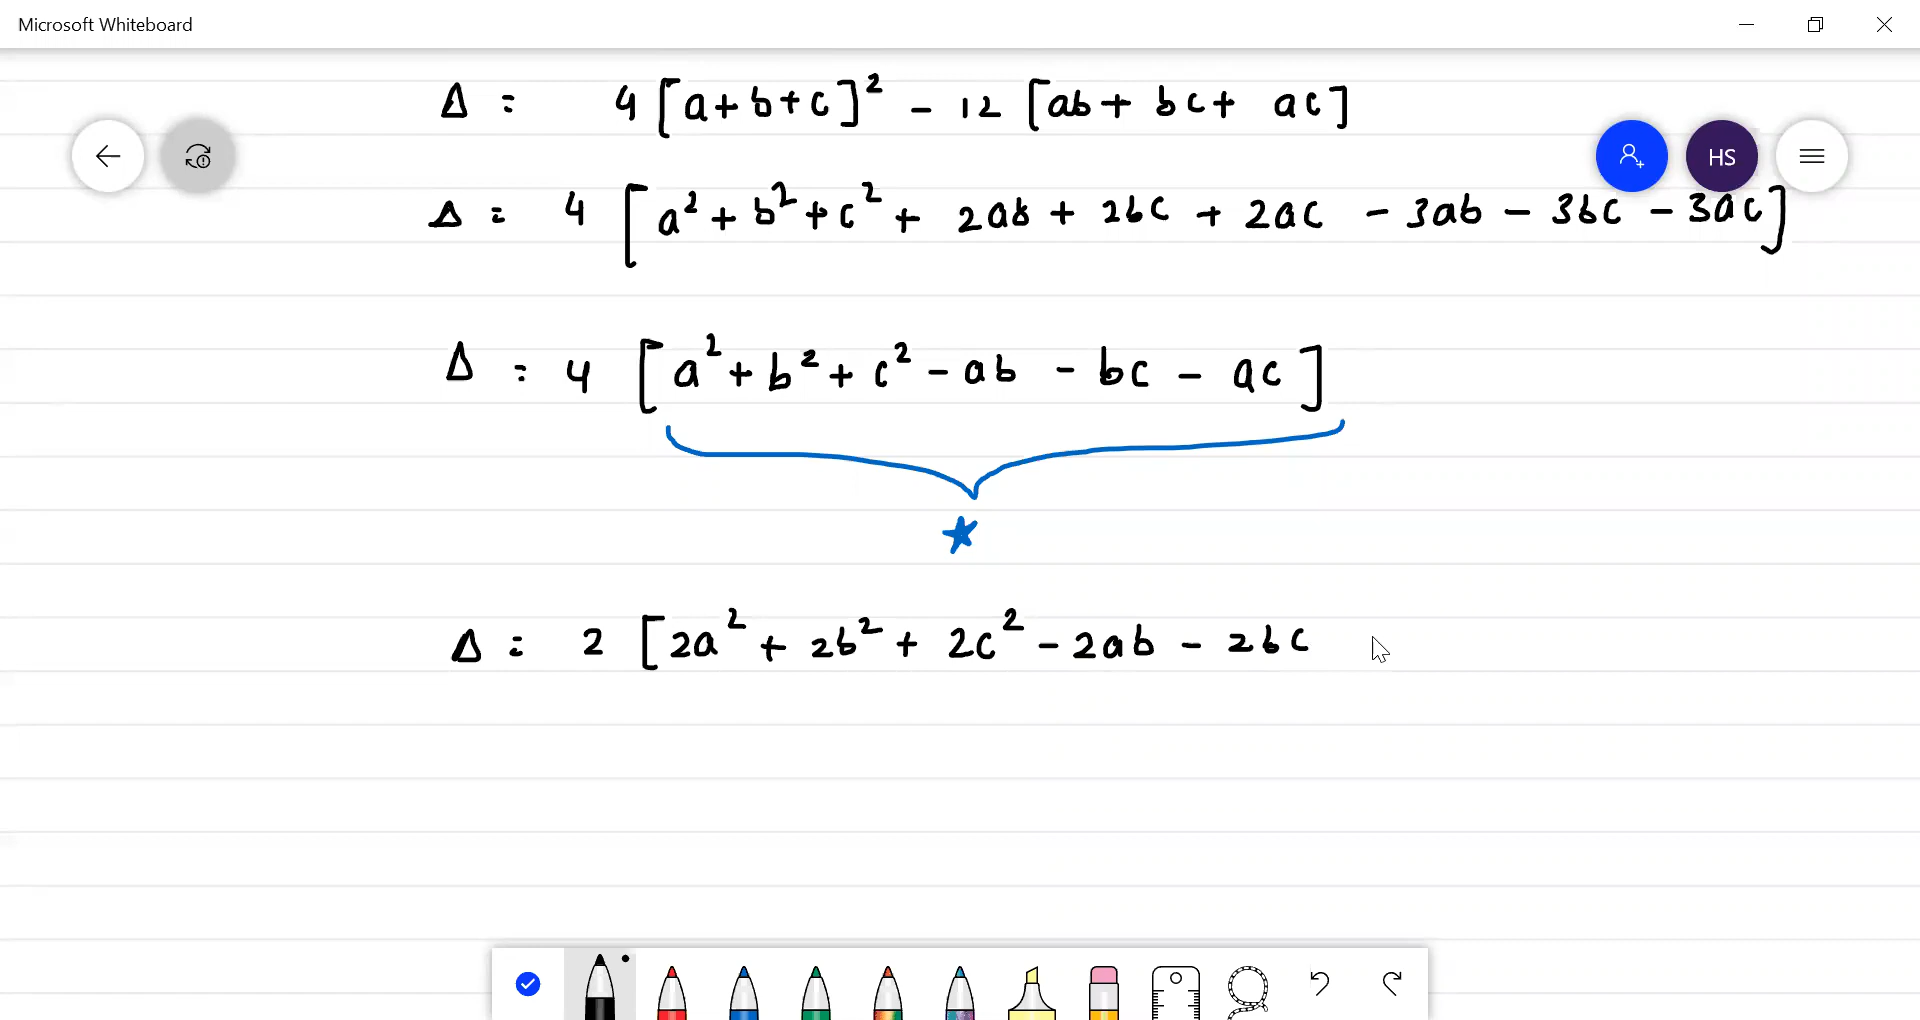 Microsoft Whiteboard
Δ = 4 [a+b+c]² - 12 [ab + bc + ac]
HS
Δ = 4 [a² + b² + c² + 2ab + 2bc + 2ac - 3ab - 3bc - 3ac]
Δ = 4 [a² + b² + c² - ab - bc - ac]
Δ = 2 [2a² + 2b² + 2c² - 2ab - 2bc